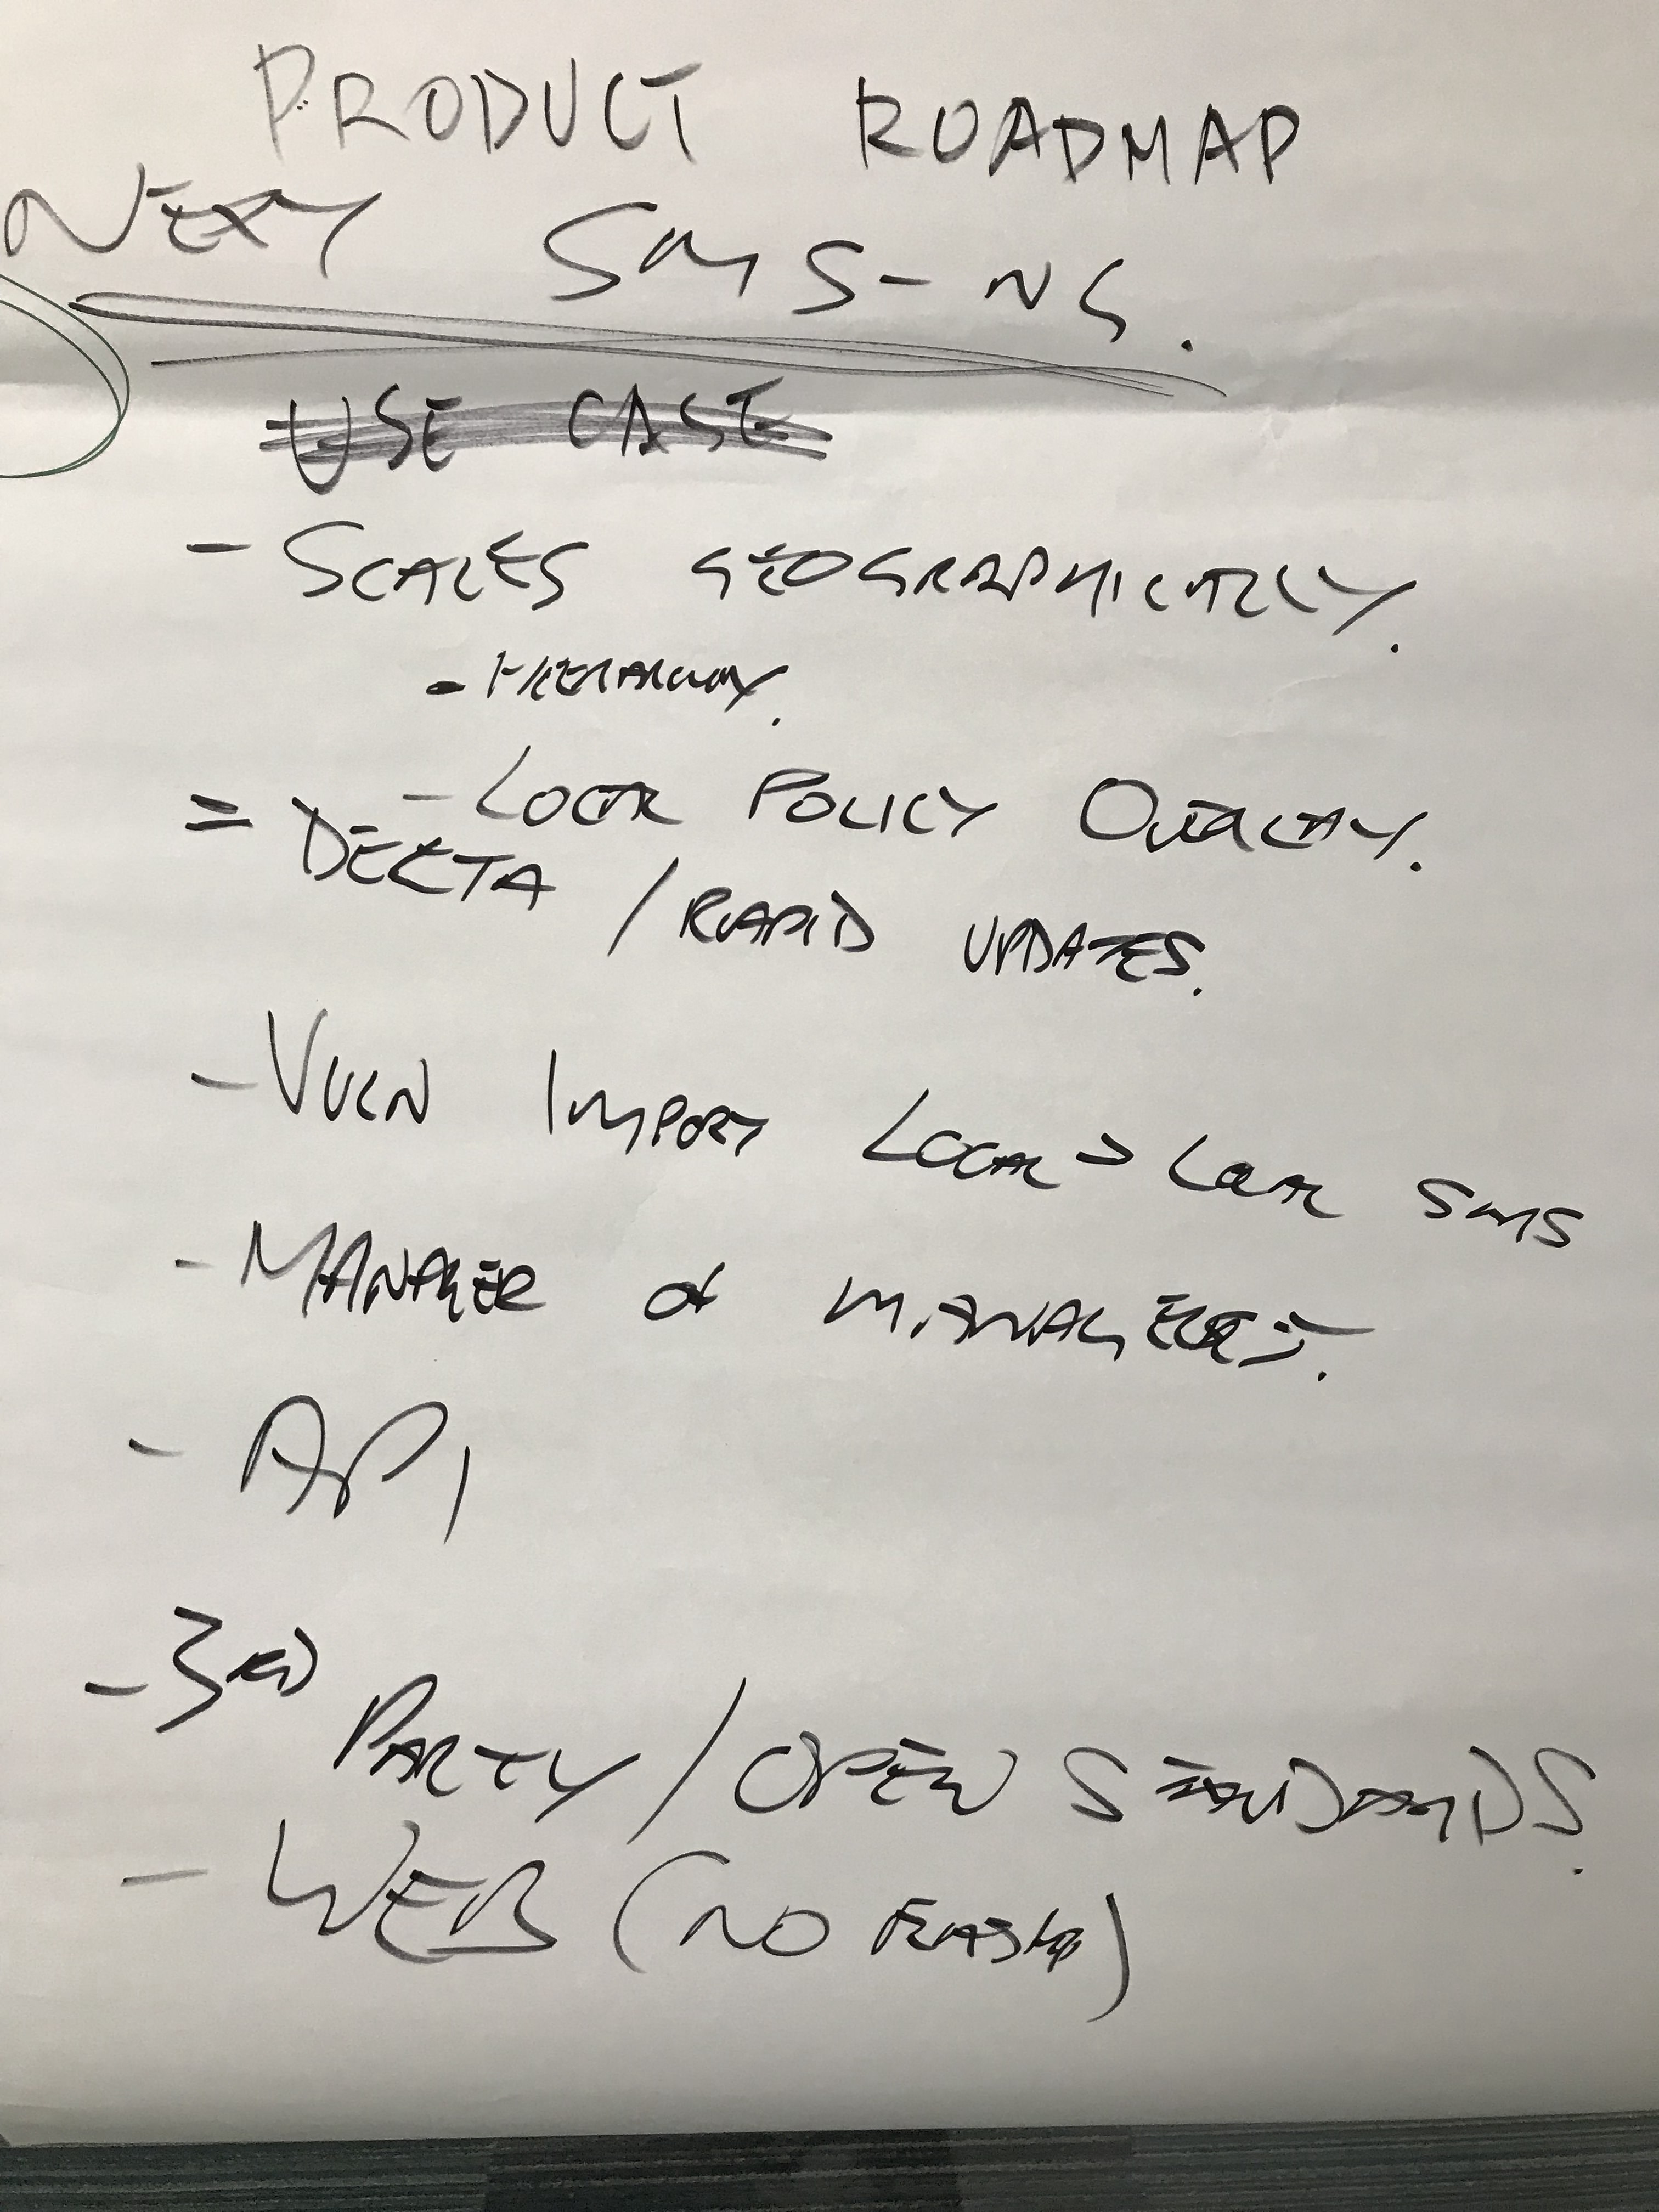 PRODUCT ROADMAP
NEXT SMS-NG.
USE CASE
- SCALES GEOGRAPHICALLY.
- HIERARCHY.
- LOCAL POLICY OVERLAY.
= DELTA / RAPID UPDATES.
- VULN IMPORT LOCAL > LOCAL SMS
- MANAGER of MANAGERS.
- API
- 3RD PARTY / OPEN STANDARDS.
- WEB (NO FLASH)